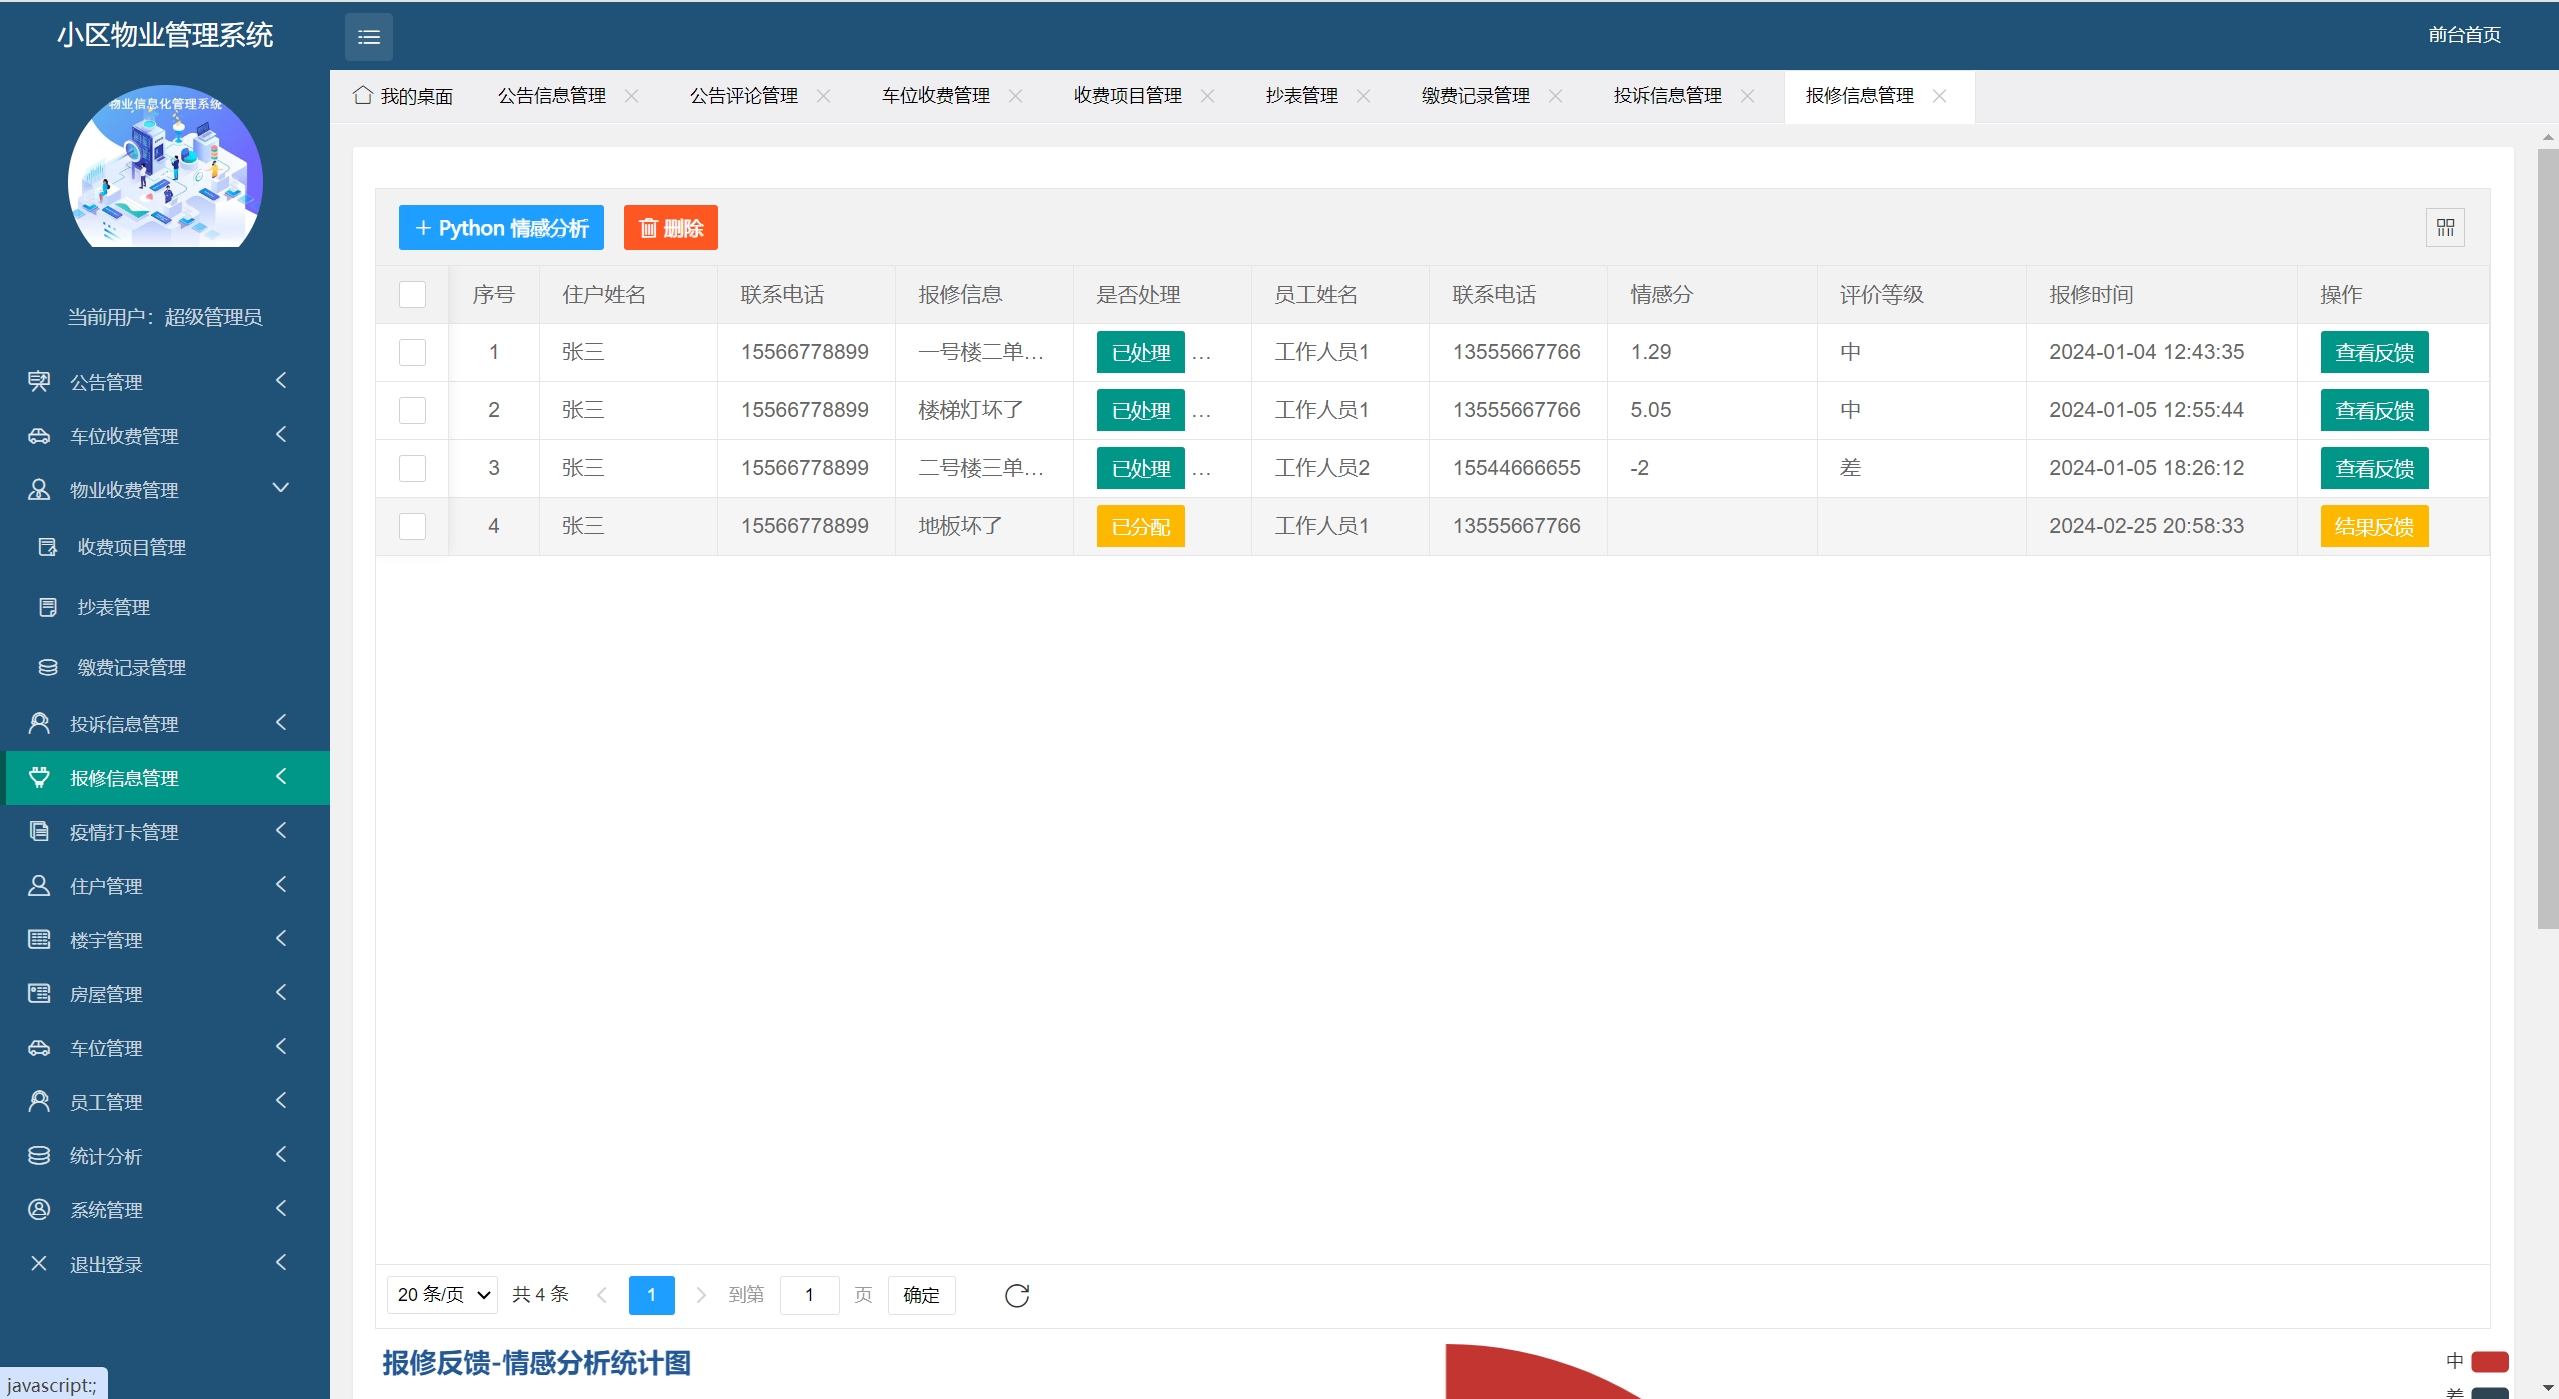 小区物业管理系统
前台首页
物业信息化管理系统
当前用户：超级管理员
公告管理
车位收费管理
物业收费管理
收费项目管理
抄表管理
缴费记录管理
投诉信息管理
报修信息管理
疫情打卡管理
住户管理
楼宇管理
房屋管理
车位管理
员工管理
统计分析
系统管理
退出登录
javascript:;
我的桌面 公告信息管理 公告评论管理 车位收费管理 收费项目管理 抄表管理 缴费记录管理 投诉信息管理 报修信息管理
Python 情感分析 删除
序号 住户姓名 联系电话 报修信息 是否处理 员工姓名 联系电话 情感分 评价等级 报修时间 操作
1 张三 15566778899 一号楼二单... 已处理 ... 工作人员1 13555667766 1.29 中 2024-01-04 12:43:35 查看反馈
2 张三 15566778899 楼梯灯坏了 已处理 ... 工作人员1 13555667766 5.05 中 2024-01-05 12:55:44 查看反馈
3 张三 15566778899 二号楼三单... 已处理 ... 工作人员2 15544666655 -2 差 2024-01-05 18:26:12 查看反馈
4 张三 15566778899 地板坏了 已分配 工作人员1 13555667766 2024-02-25 20:58:33 结果反馈
20 条/页 共 4 条 1 到第 1 页 确定
报修反馈-情感分析统计图
中
差